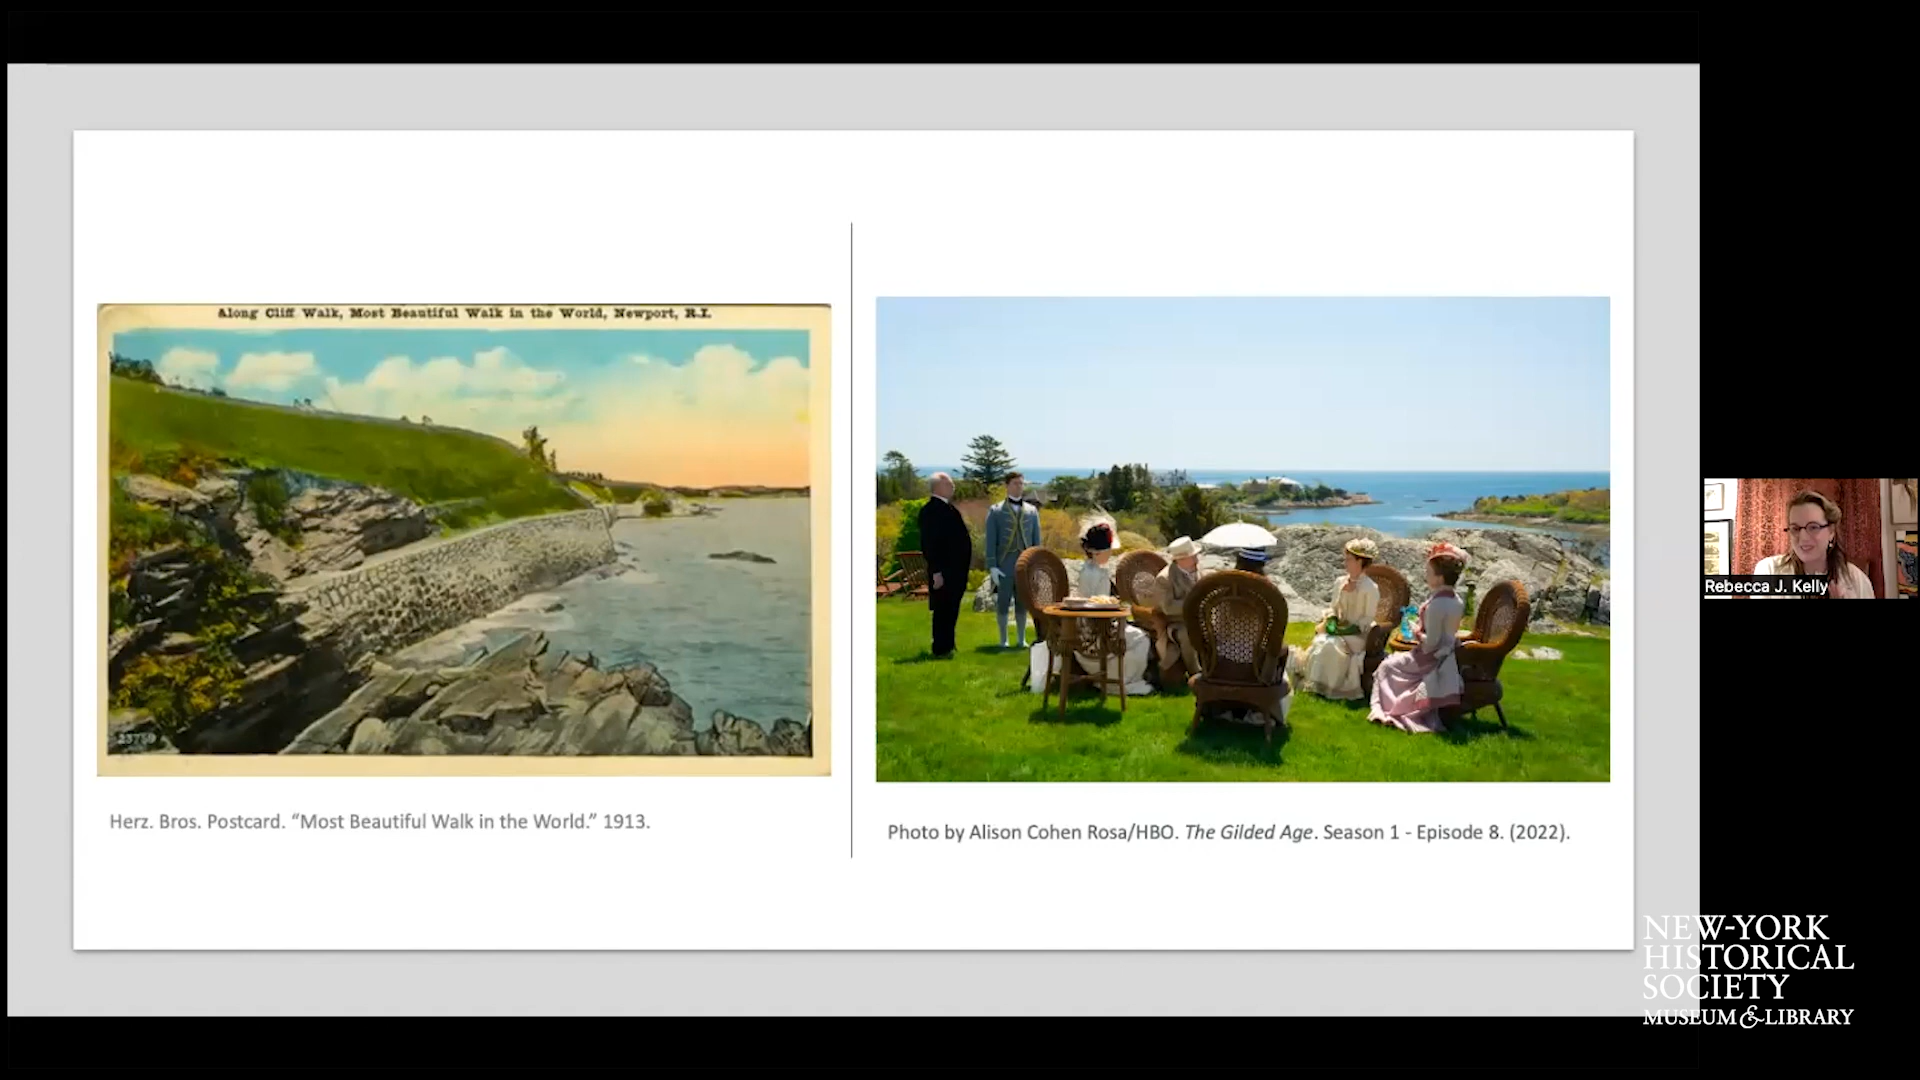 Along Cliff Walk, Most Beautiful Walk in the World, Newport, R.I.
23759
Herz. Bros. Postcard. “Most Beautiful Walk in the World.” 1913.
Photo by Alison Cohen Rosa/HBO. The Gilded Age. Season 1 - Episode 8. (2022).
Rebecca J. Kelly
NEW-YORK
HISTORICAL
SOCIETY
MUSEUM & LIBRARY